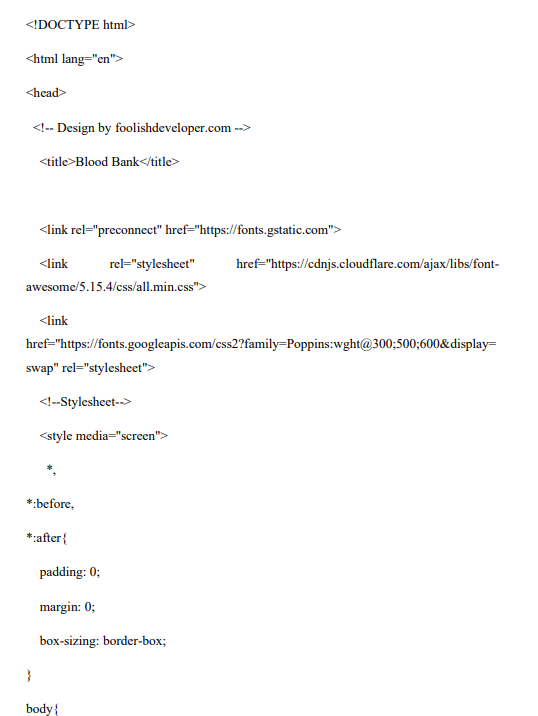 <!DOCTYPE html>
<html lang="en">
<head>
<!-- Design by foolishdeveloper.com -->
<title>Blood Bank</title>
<link rel="preconnect" href="https://fonts.gstatic.com">
<link rel="stylesheet" href="https://cdnjs.cloudflare.com/ajax/libs/font-
awesome/5.15.4/css/all.min.css">
<link
href="https://fonts.googleapis.com/css2?family=Poppins:wght@300;500;600&display=
swap" rel="stylesheet">
<!--Stylesheet-->
<style media="screen">
*,
*:before,
*:after{
padding: 0;
margin: 0;
box-sizing: border-box;
}
body{